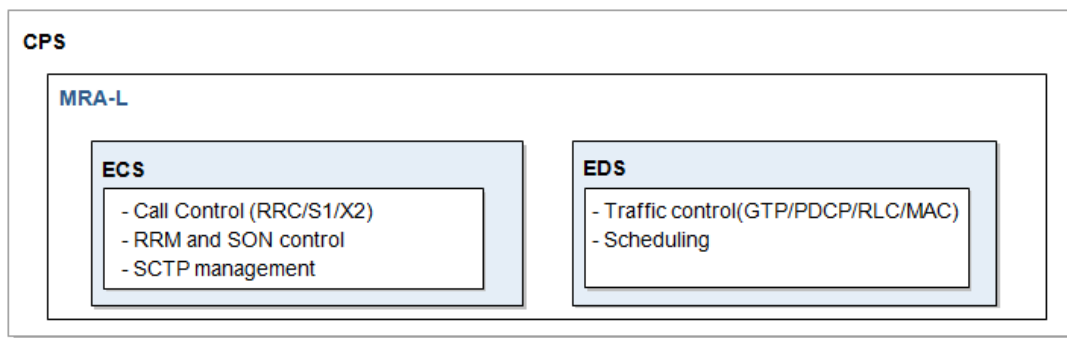 CPS
MRA-L
ECS
- Call Control (RRC/S1/X2)
- RRM and SON control
- SCTP management
EDS
- Traffic control(GTP/PDCP/RLC/MAC)
- Scheduling